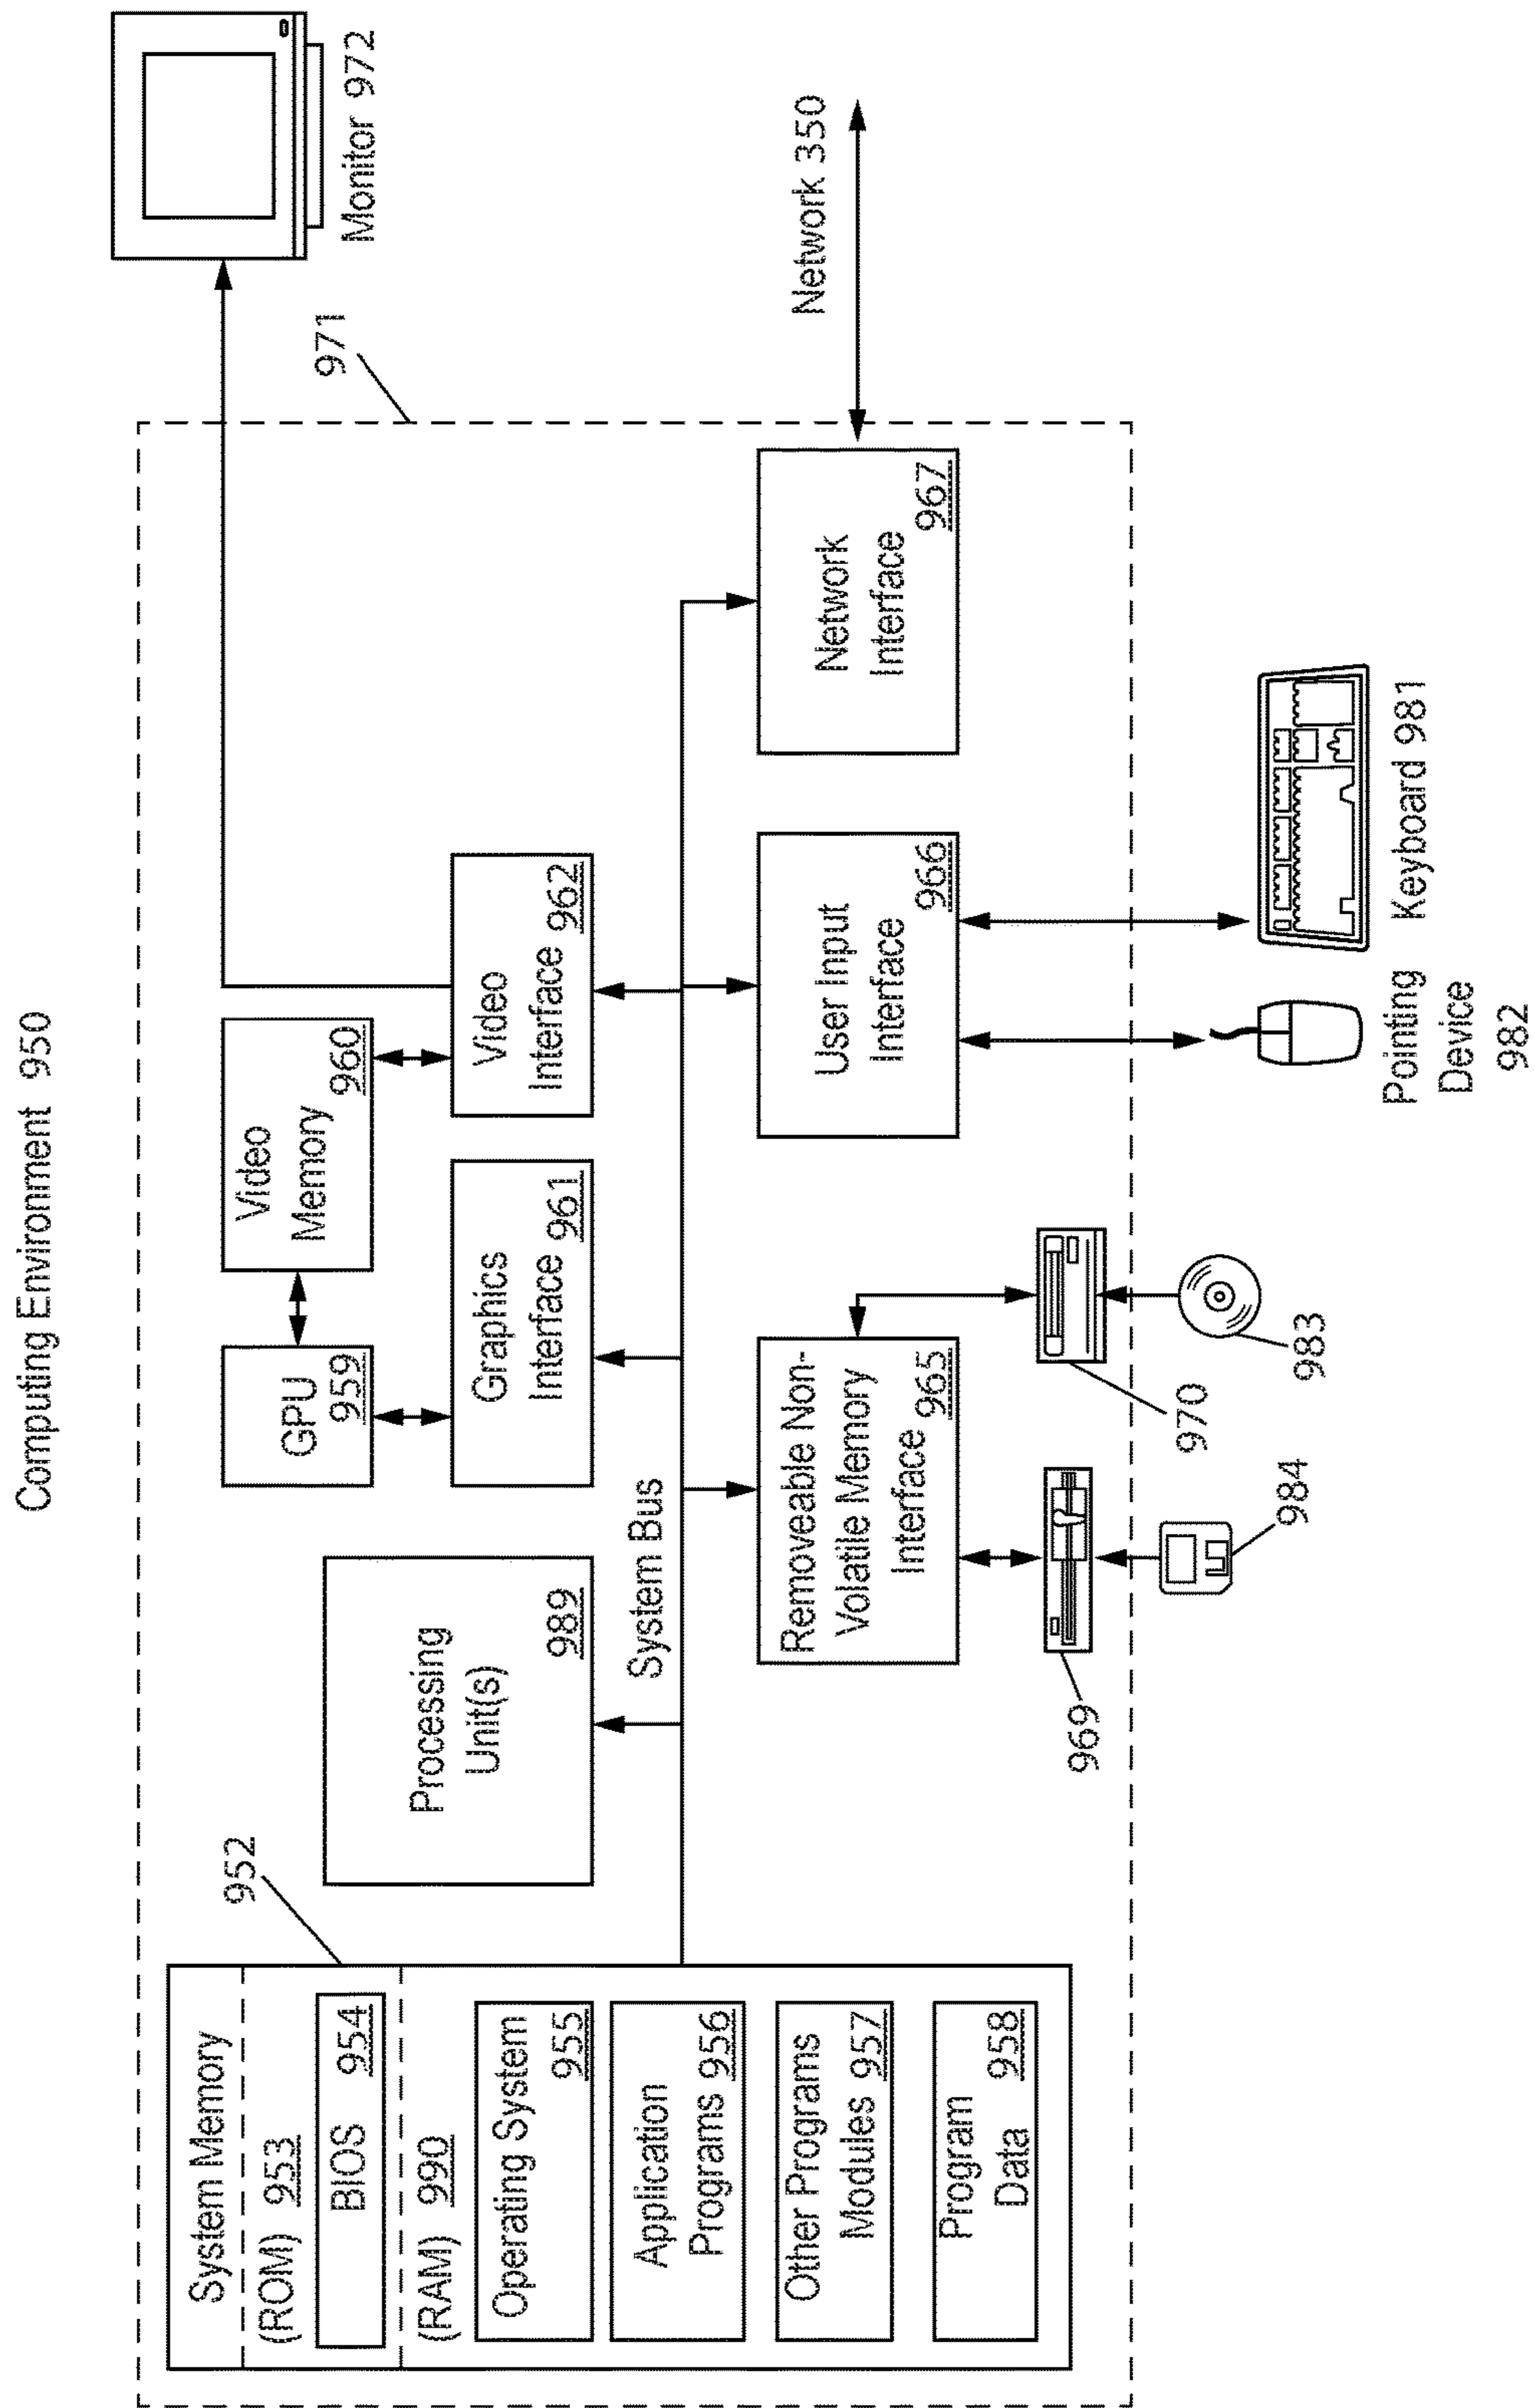 Computing Environment 950
System Memory
(ROM) 953
BIOS 954
(RAM) 990
Operating System
955
Application
Programs 956
Other Programs
Modules 957
Program
Data 958
952
Processing
Unit(s)
989
System Bus
GPU
959
Video
Memory
960
Graphics
Interface 961
Video
Interface 962
971
Monitor 972
Removeable Non-
Volatile Memory
Interface 965
User Input
Interface
966
Network
Interface
967
Network 350
969
970
984
983
Pointing
Device
982
Keyboard 981